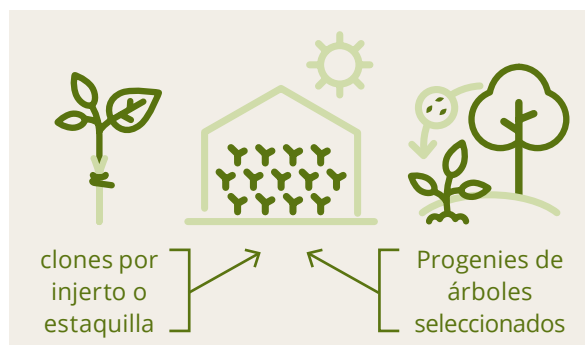 clones por
injerto o
estaquilla
Progenies de
árboles
seleccionados